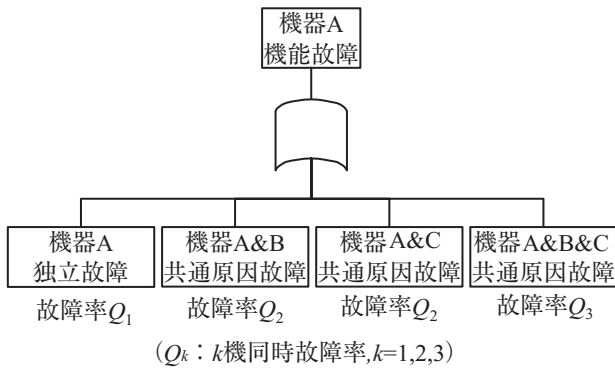 機器A
機能故障
機器A
独立故障
機器A&B
共通原因故障
機器A&C
共通原因故障
機器A&B&C
共通原因故障
故障率Q1
故障率Q2
故障率Q2
故障率Q3
(Qk:k機同時故障率,k=1,2,3)